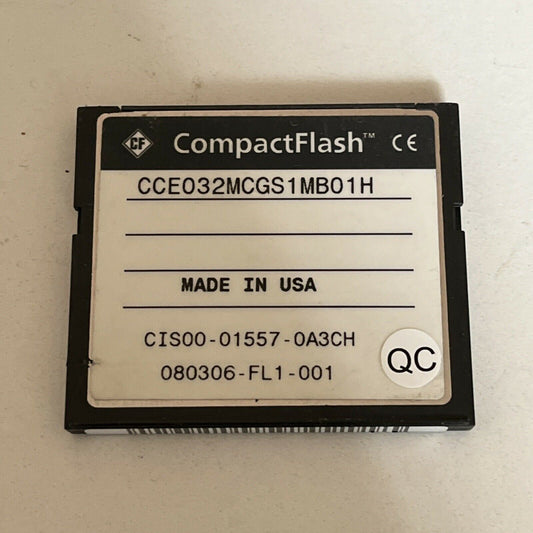 CF CompactFlash™ CE
CCE032MCGS1MB01H
MADE IN USA
CIS00-01557-0A3CH
QC
080306-FL1-001